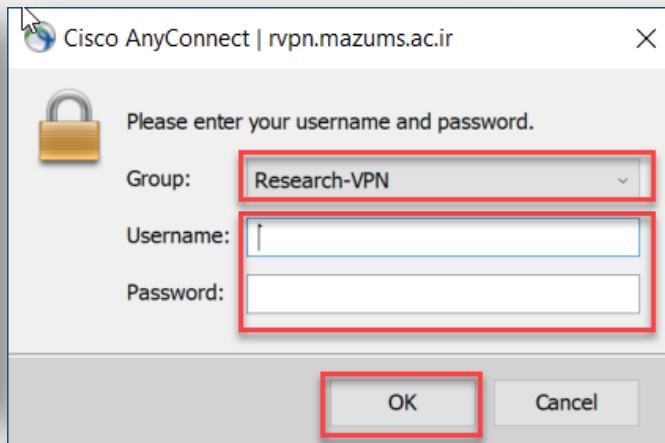 Cisco AnyConnect | rvpn.mazums.ac.ir
Please enter your username and password.
Group: Research-VPN
Username:
Password:
OK Cancel